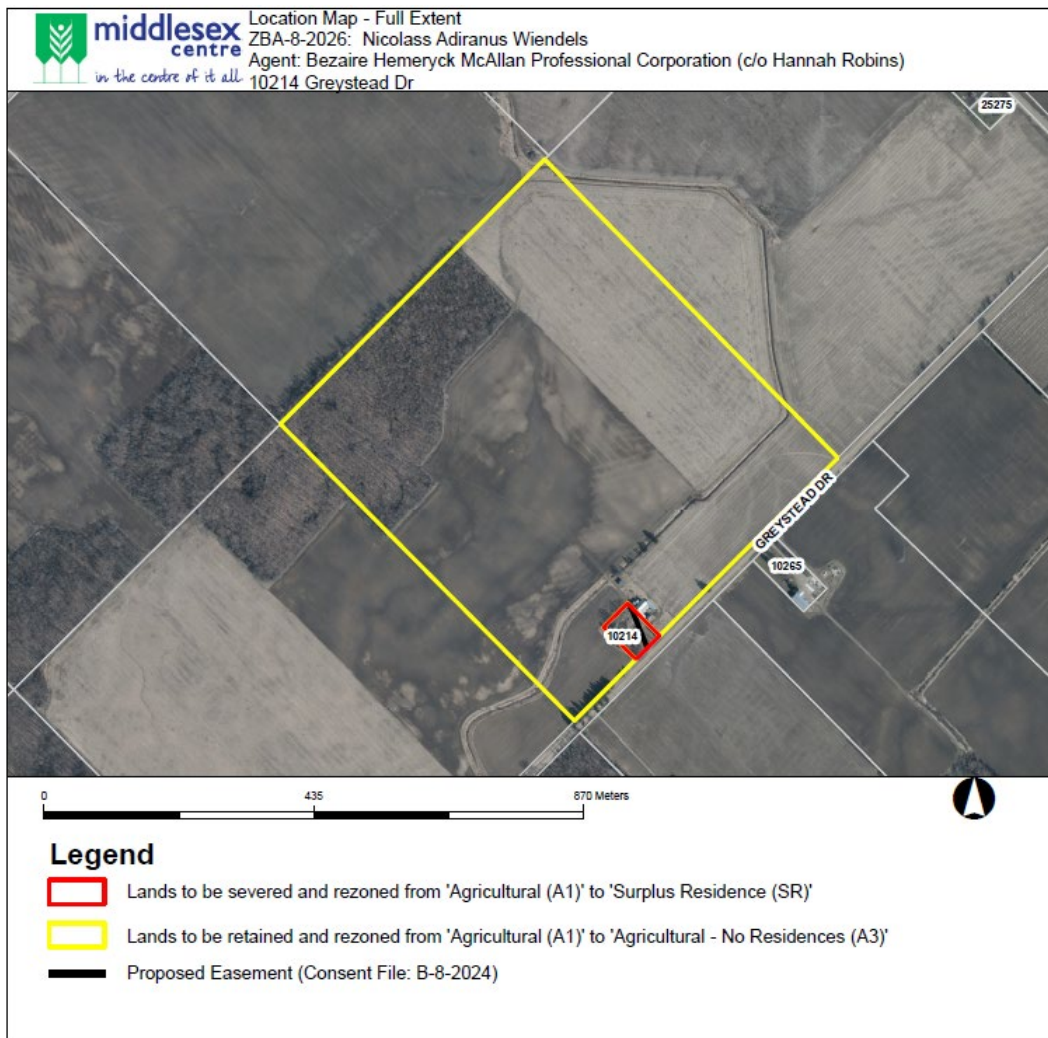 middlesex
centre
in the centre of it all
Location Map - Full Extent
ZBA-8-2026: Nicolass Adiranus Wiendels
Agent: Bezaire Hemeryck McAllan Professional Corporation (c/o Hannah Robins)
10214 Greystead Dr
25275
GREYSTEAD DR
10265
10214
0 435 870 Meters
Legend
Lands to be severed and rezoned from 'Agricultural (A1)' to 'Surplus Residence (SR)'
Lands to be retained and rezoned from 'Agricultural (A1)' to 'Agricultural - No Residences (A3)'
Proposed Easement (Consent File: B-8-2024)